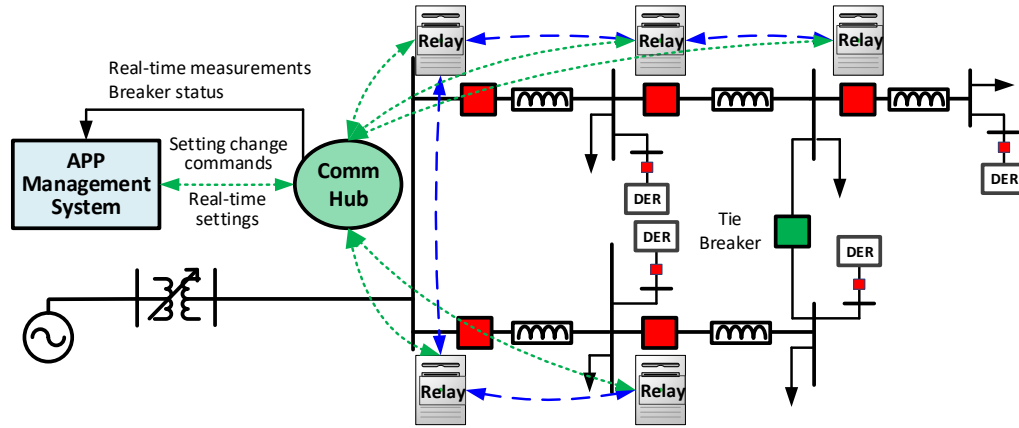 Relay
Relay
Relay
Real-time measurements
Breaker status
APP
Management
System
Setting change
commands
Real-time
settings
Comm
Hub
DER
DER
Tie
Breaker
DER
DER
Relay
Relay